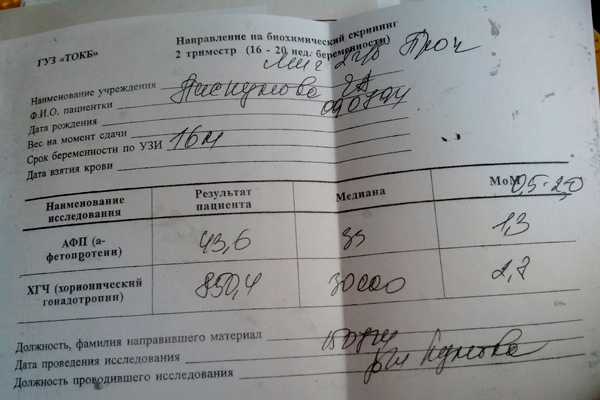 ГУЗ «ТОКБ»
Направление на биохимический скрининг
2 триместр (16 - 20 нед. беременности)
Наименование учреждения
Ф.И.О. пациентки
Дата рождения
Вес на момент сдачи
Срок беременности по УЗИ 16н
Дата взятия крови
Наименование исследования Результат пациента Медиана МоМ 0,5-2,0
АФП (а-фетопротеин) 43,6 33 1,3
ХГЧ (хорионический гонадотропин) 850,4 30000 2,7
Должность, фамилия направившего материал
Дата проведения исследования
Должность проводившего исследования